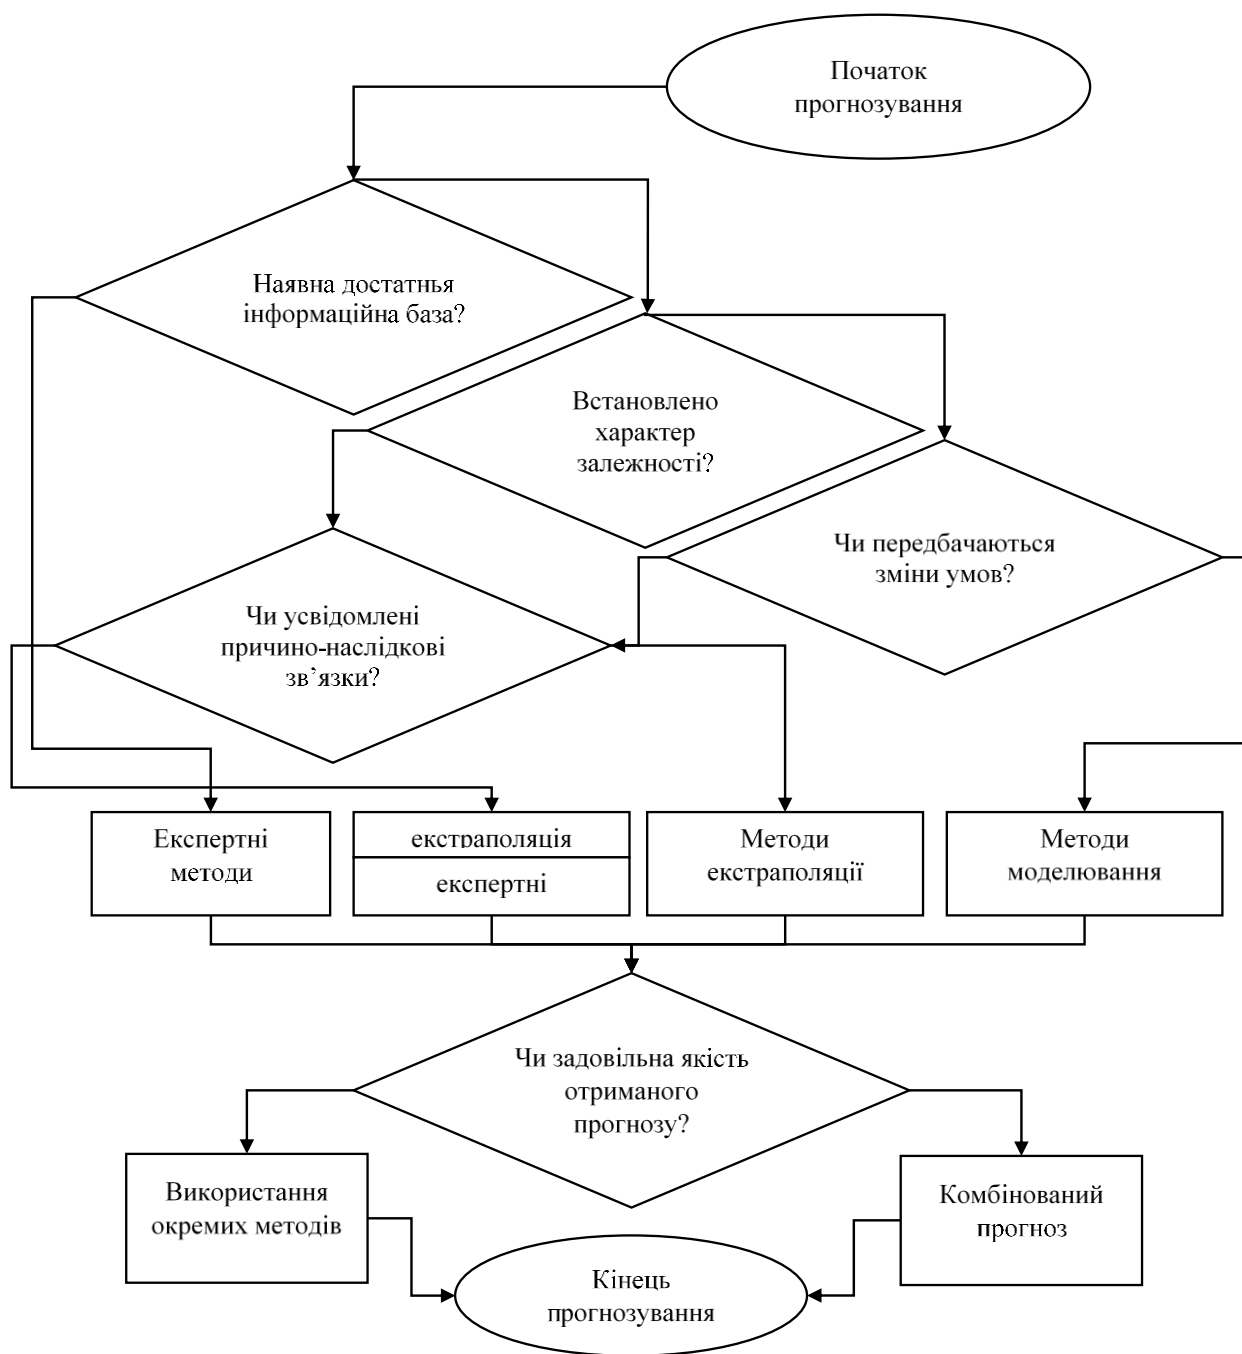 Початок
прогнозування
Наявна достатнья
інформаційна база?
Встановлено
характер
залежності?
Чи передбачаються
зміни умов?
Чи усвідомлені
причино-наслідкові
зв’язки?
Експертні
методи
екстраполяція
експертні
Методи
екстраполяції
Методи
моделювання
Чи задовільна якість
отриманого
прогнозу?
Використання
окремих методів
Комбінований
прогноз
Кінець
прогнозування